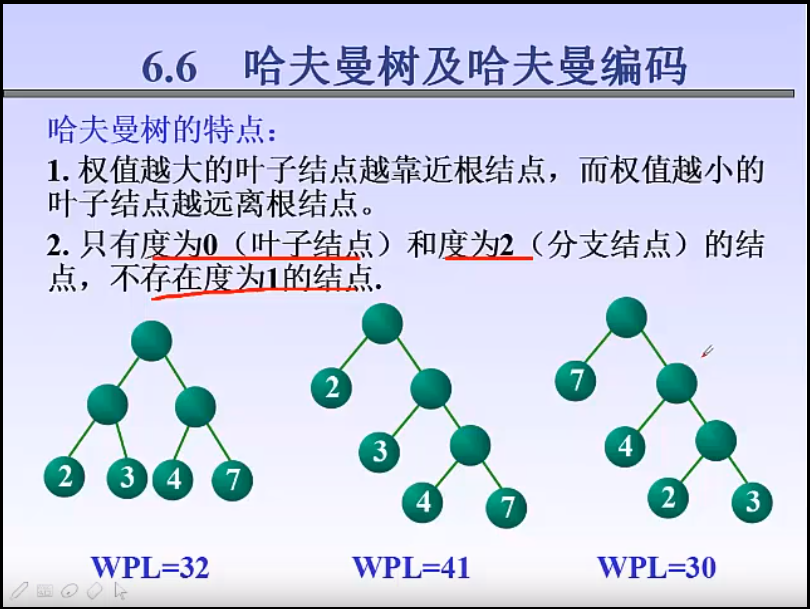 6.6 哈夫曼树及哈夫曼编码
哈夫曼树的特点：
1. 权值越大的叶子结点越靠近根结点，而权值越小的
叶子结点越远离根结点。
2. 只有度为0（叶子结点）和度为2（分支结点）的结
点，不存在度为1的结点.
2 3 4 7
2
3
4 7
7
4
2 3
WPL=32 WPL=41 WPL=30